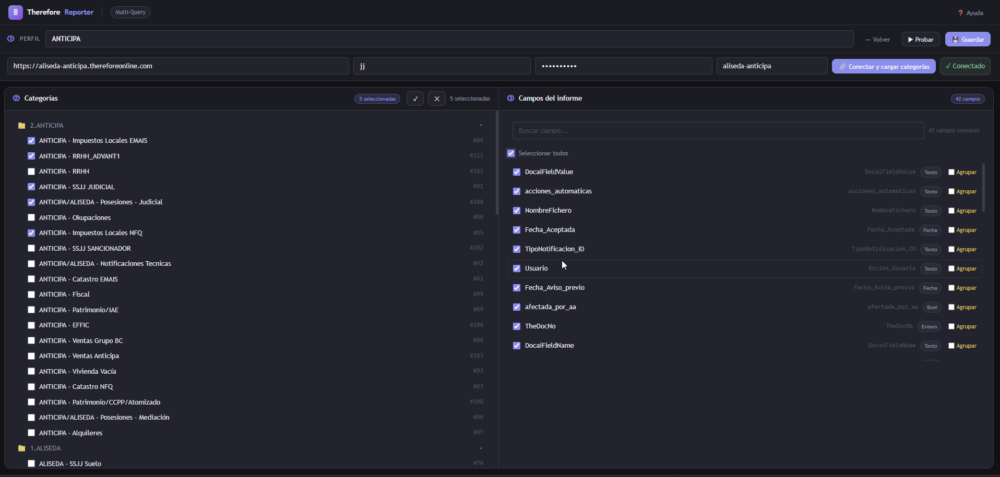 Therefore Reporter Multi-Query
? Ayuda
① PERFIL ANTICIPA ← Volver ▶ Probar Guardar
https://aliseda-anticipa.thereforeonline.com jj •••••••••• aliseda-anticipa Conectar y cargar categorías ✓ Conectado
② Categorías 5 seleccionadas ✓ ✕ 5 seleccionadas
2.ANTICIPA
ANTICIPA - Impuestos Locales EMAIS #84
ANTICIPA - RRHH_ADVANT1 #111
ANTICIPA - RRHH #101
ANTICIPA - SSJJ JUDICIAL #91
ANTICIPA/ALISEDA - Posesiones - Judicial #108
ANTICIPA - Okupaciones #88
ANTICIPA - Impuestos Locales NFQ #85
ANTICIPA - SSJJ SANCIONADOR #102
ANTICIPA/ALISEDA - Notificaciones Tecnicas #92
ANTICIPA - Catastro EMAIS #82
ANTICIPA - Fiscal #99
ANTICIPA - Patrimonio/IAE #89
ANTICIPA - EFFIC #106
ANTICIPA - Ventas Grupo BC #86
ANTICIPA - Ventas Anticipa #103
ANTICIPA - Vivienda Vacía #93
ANTICIPA - Catastro NFQ #83
ANTICIPA - Patrimonio/CCPP/Atomizado #100
ANTICIPA/ALISEDA - Posesiones - Mediación #90
ANTICIPA - Alquileres #87
1.ALISEDA
ALISEDA - SSJJ Suelo #74
③ Campos del informe 42 campos
Buscar campo... 42 campos comunes
Seleccionar todos
DocaiFieldValue DocaiFieldValue Texto Agrupar
acciones_automaticas acciones_automaticas Texto Agrupar
NombreFichero NombreFichero Texto Agrupar
Fecha_Aceptada Fecha_Aceptada Fecha Agrupar
TipoNotificacion_ID TipoNotificacion_ID Texto Agrupar
Usuario Accion_Usuario Texto Agrupar
Fecha_Aviso_previo Fecha_Aviso_previo Fecha Agrupar
afectada_por_aa afectada_por_aa Bool Agrupar
TheDocNo TheDocNo Entero Agrupar
DocaiFieldName DocaiFieldName Texto Agrupar